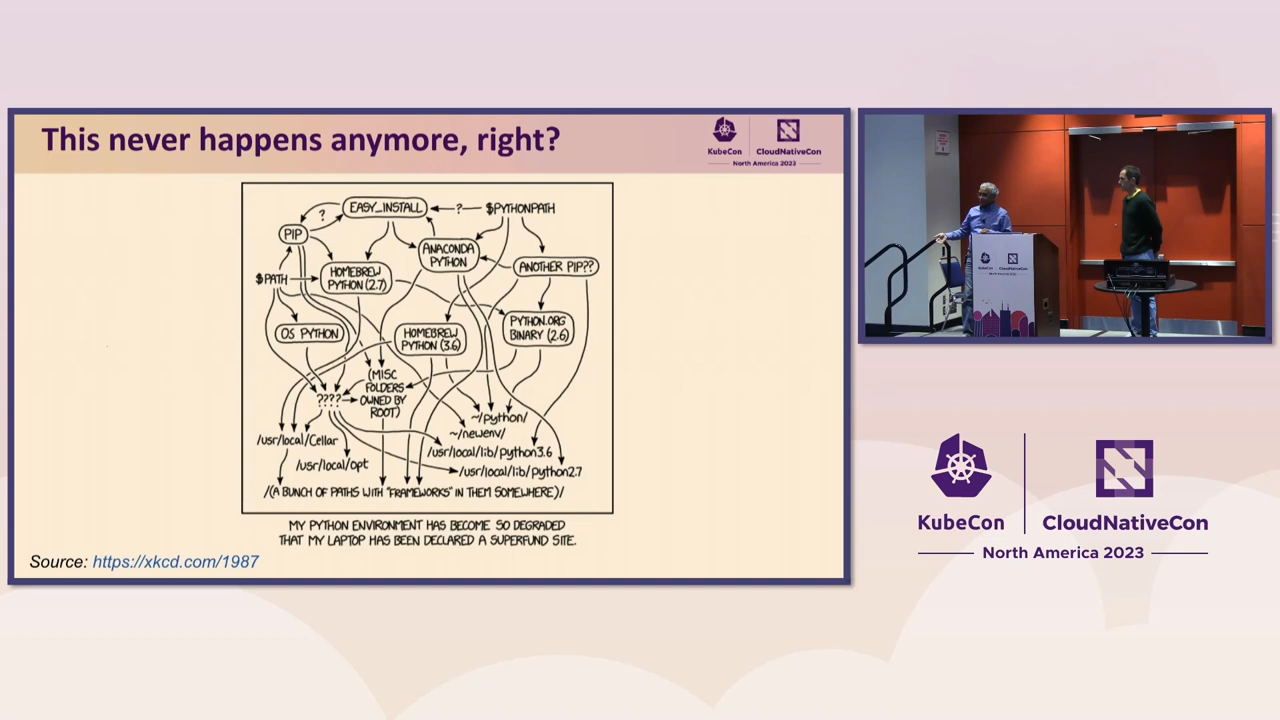 This never happens anymore, right?
KubeCon
CloudNativeCon
North America 2023
EASY_INSTALL
?
$PYTHONPATH
?
PIP
ANACONDA
PYTHON
ANOTHER PIP??
$PATH
HOMEBREW
PYTHON (2.7)
OS PYTHON
HOMEBREW
PYTHON (3.6)
PYTHON.ORG
BINARY (2.6)
(MISC
FOLDERS
OWNED BY
ROOT)
????
~/python/
~/newenv/
/usr/local/Cellar
/usr/local/lib/python3.6
/usr/local/opt
/usr/local/lib/python2.7
/(A BUNCH OF PATHS WITH "FRAMEWORKS" IN THEM SOMEWHERE)/
MY PYTHON ENVIRONMENT HAS BECOME SO DEGRADED
THAT MY LAPTOP HAS BEEN DECLARED A SUPERFUND SITE.
Source: https://xkcd.com/1987
KubeCon
CloudNativeCon
North America 2023